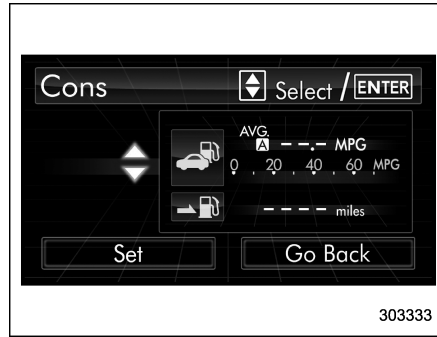 Cons Select / ENTER
AVG.
A – –.– MPG
0 . 20 . 40 . 60 . MPG
– – – – miles
Set Go Back
303333